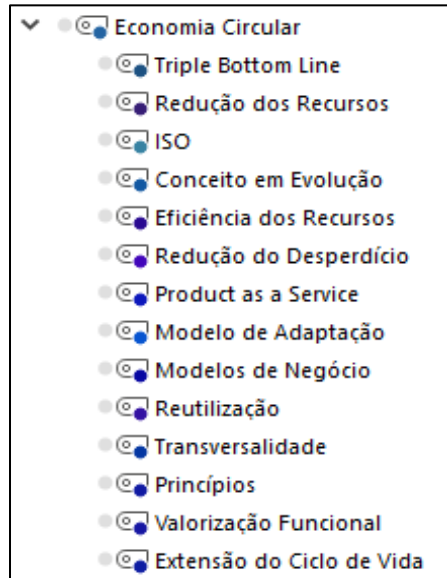 Economia Circular
Triple Bottom Line
Redução dos Recursos
ISO
Conceito em Evolução
Eficiência dos Recursos
Redução do Desperdício
Product as a Service
Modelo de Adaptação
Modelos de Negócio
Reutilização
Transversalidade
Princípios
Valorização Funcional
Extensão do Ciclo de Vida